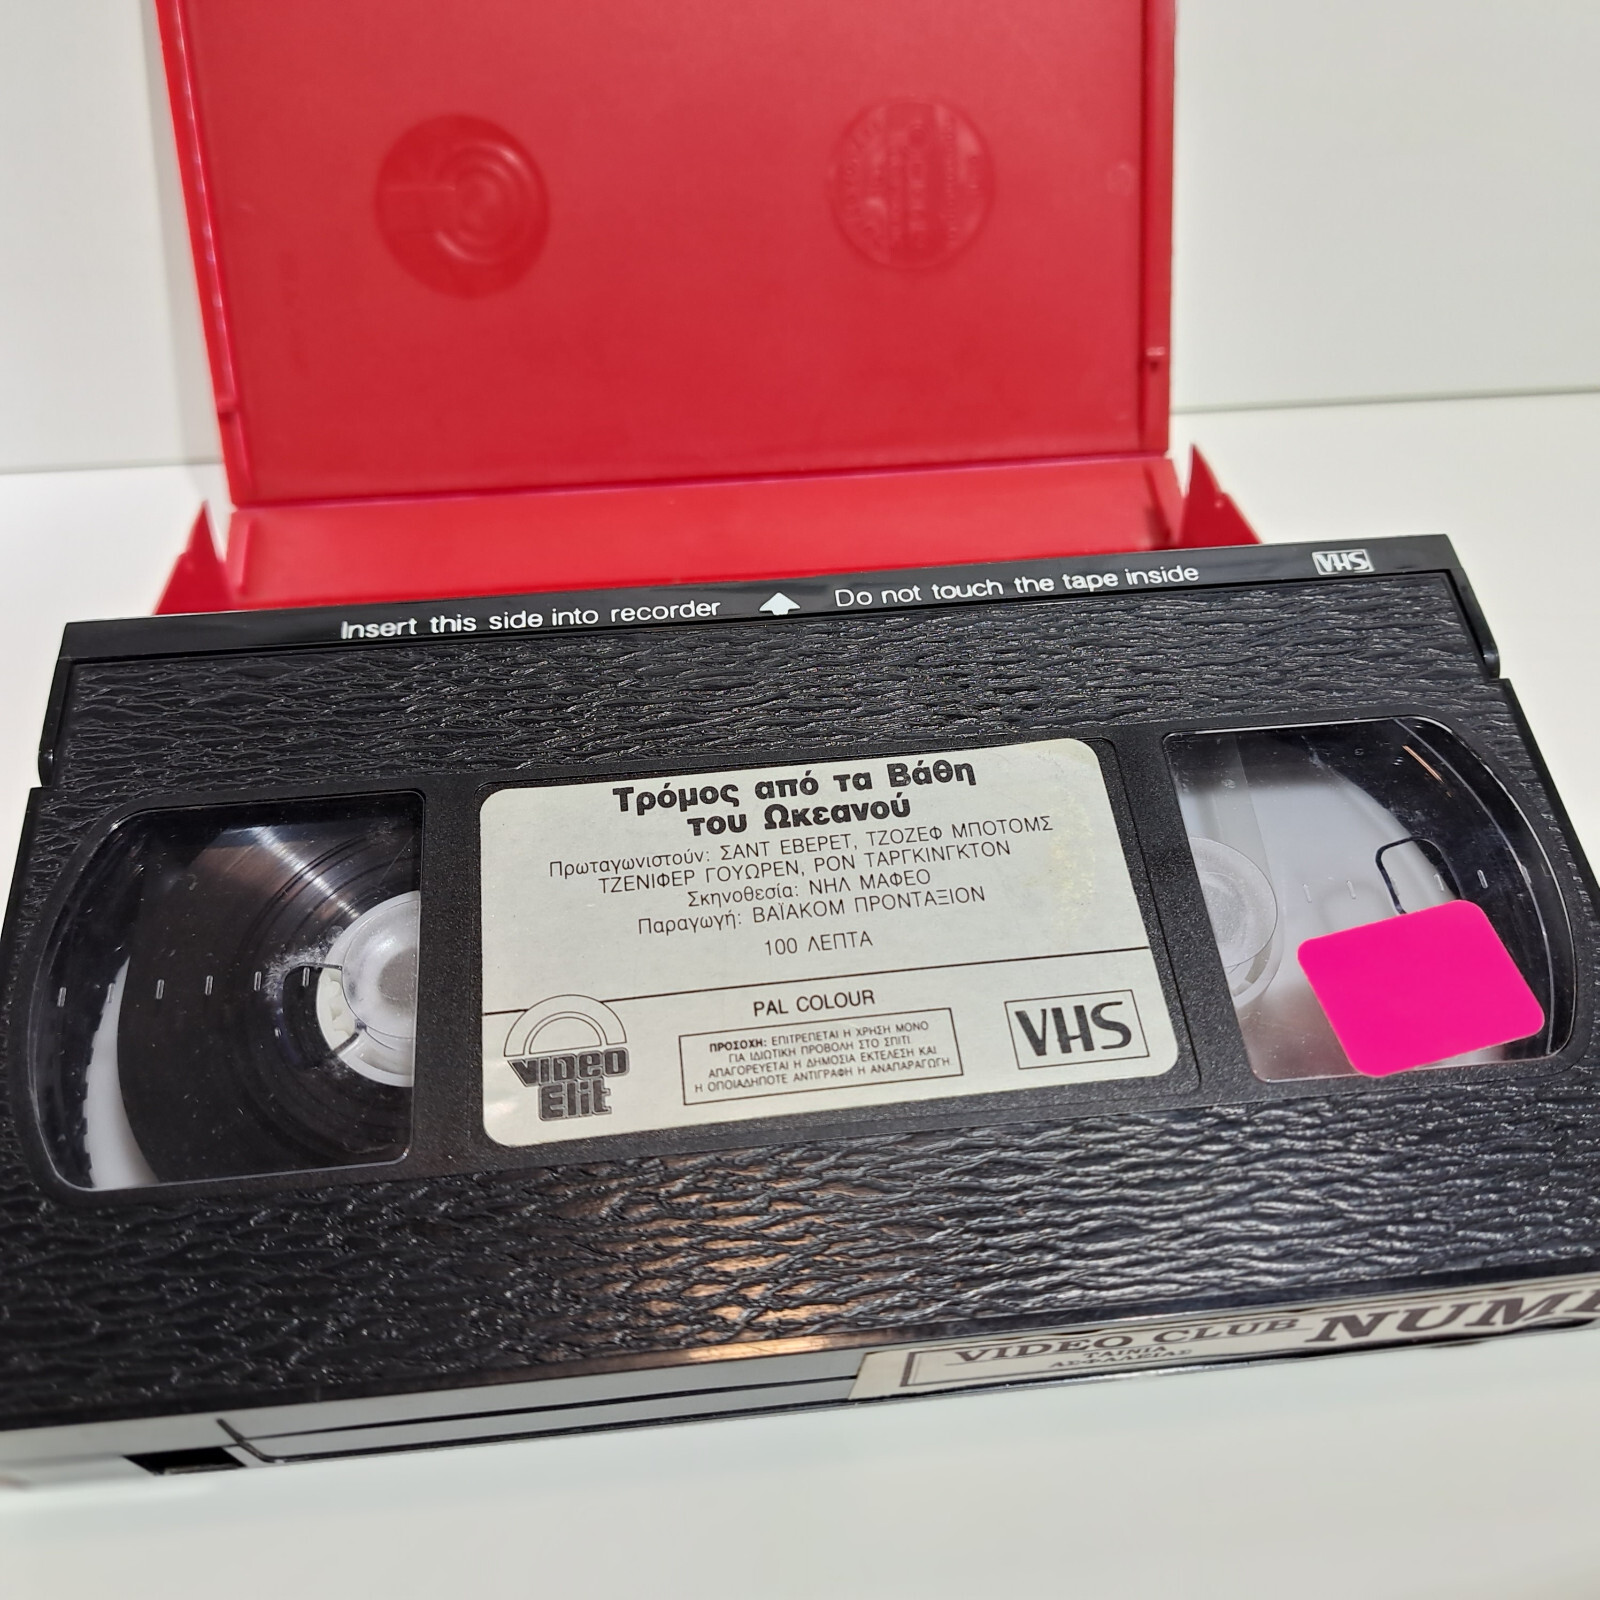 Insert this side into recorder
Do not touch the tape inside
VHS
Τρόμος από τα Βάθη
του Ωκεανού
Πρωταγωνιστούν: ΣΑΝΤ ΕΒΕΡΕΤ, ΤΖΟΖΕΦ ΜΠΟΤΟΜΣ
ΤΖΕΝΙΦΕΡ ΓΟΥΩΡΕΝ, ΡΟΝ ΤΑΡΓΚΙΝΓΚΤΟΝ
Σκηνοθεσία: ΝΗΛ ΜΑΦΕΟ
Παραγωγή: ΒΑΪΑΚΟΜ ΠΡΟΝΤΑΞΙΟΝ
100 ΛΕΠΤΑ
PAL COLOUR
VIDEO
Elit
ΠΡΟΣΟΧΗ: ΕΠΙΤΡΕΠΕΤΑΙ Η ΧΡΗΣΗ ΜΟΝΟ
ΓΙΑ ΙΔΙΩΤΙΚΗ ΠΡΟΒΟΛΗ ΣΤΟ ΣΠΙΤΙ.
ΑΠΑΓΟΡΕΥΕΤΑΙ Η ΔΗΜΟΣΙΑ ΕΚΤΕΛΕΣΗ ΚΑΙ
Η ΟΠΟΙΑΔΗΠΟΤΕ ΑΝΤΙΓΡΑΦΗ Η ΑΝΑΠΑΡΑΓΩΓΗ.
VHS
VIDEO CLUB
ΤΑΙΝΙΑ
ΑΣΦΑΛΕΙΑΣ